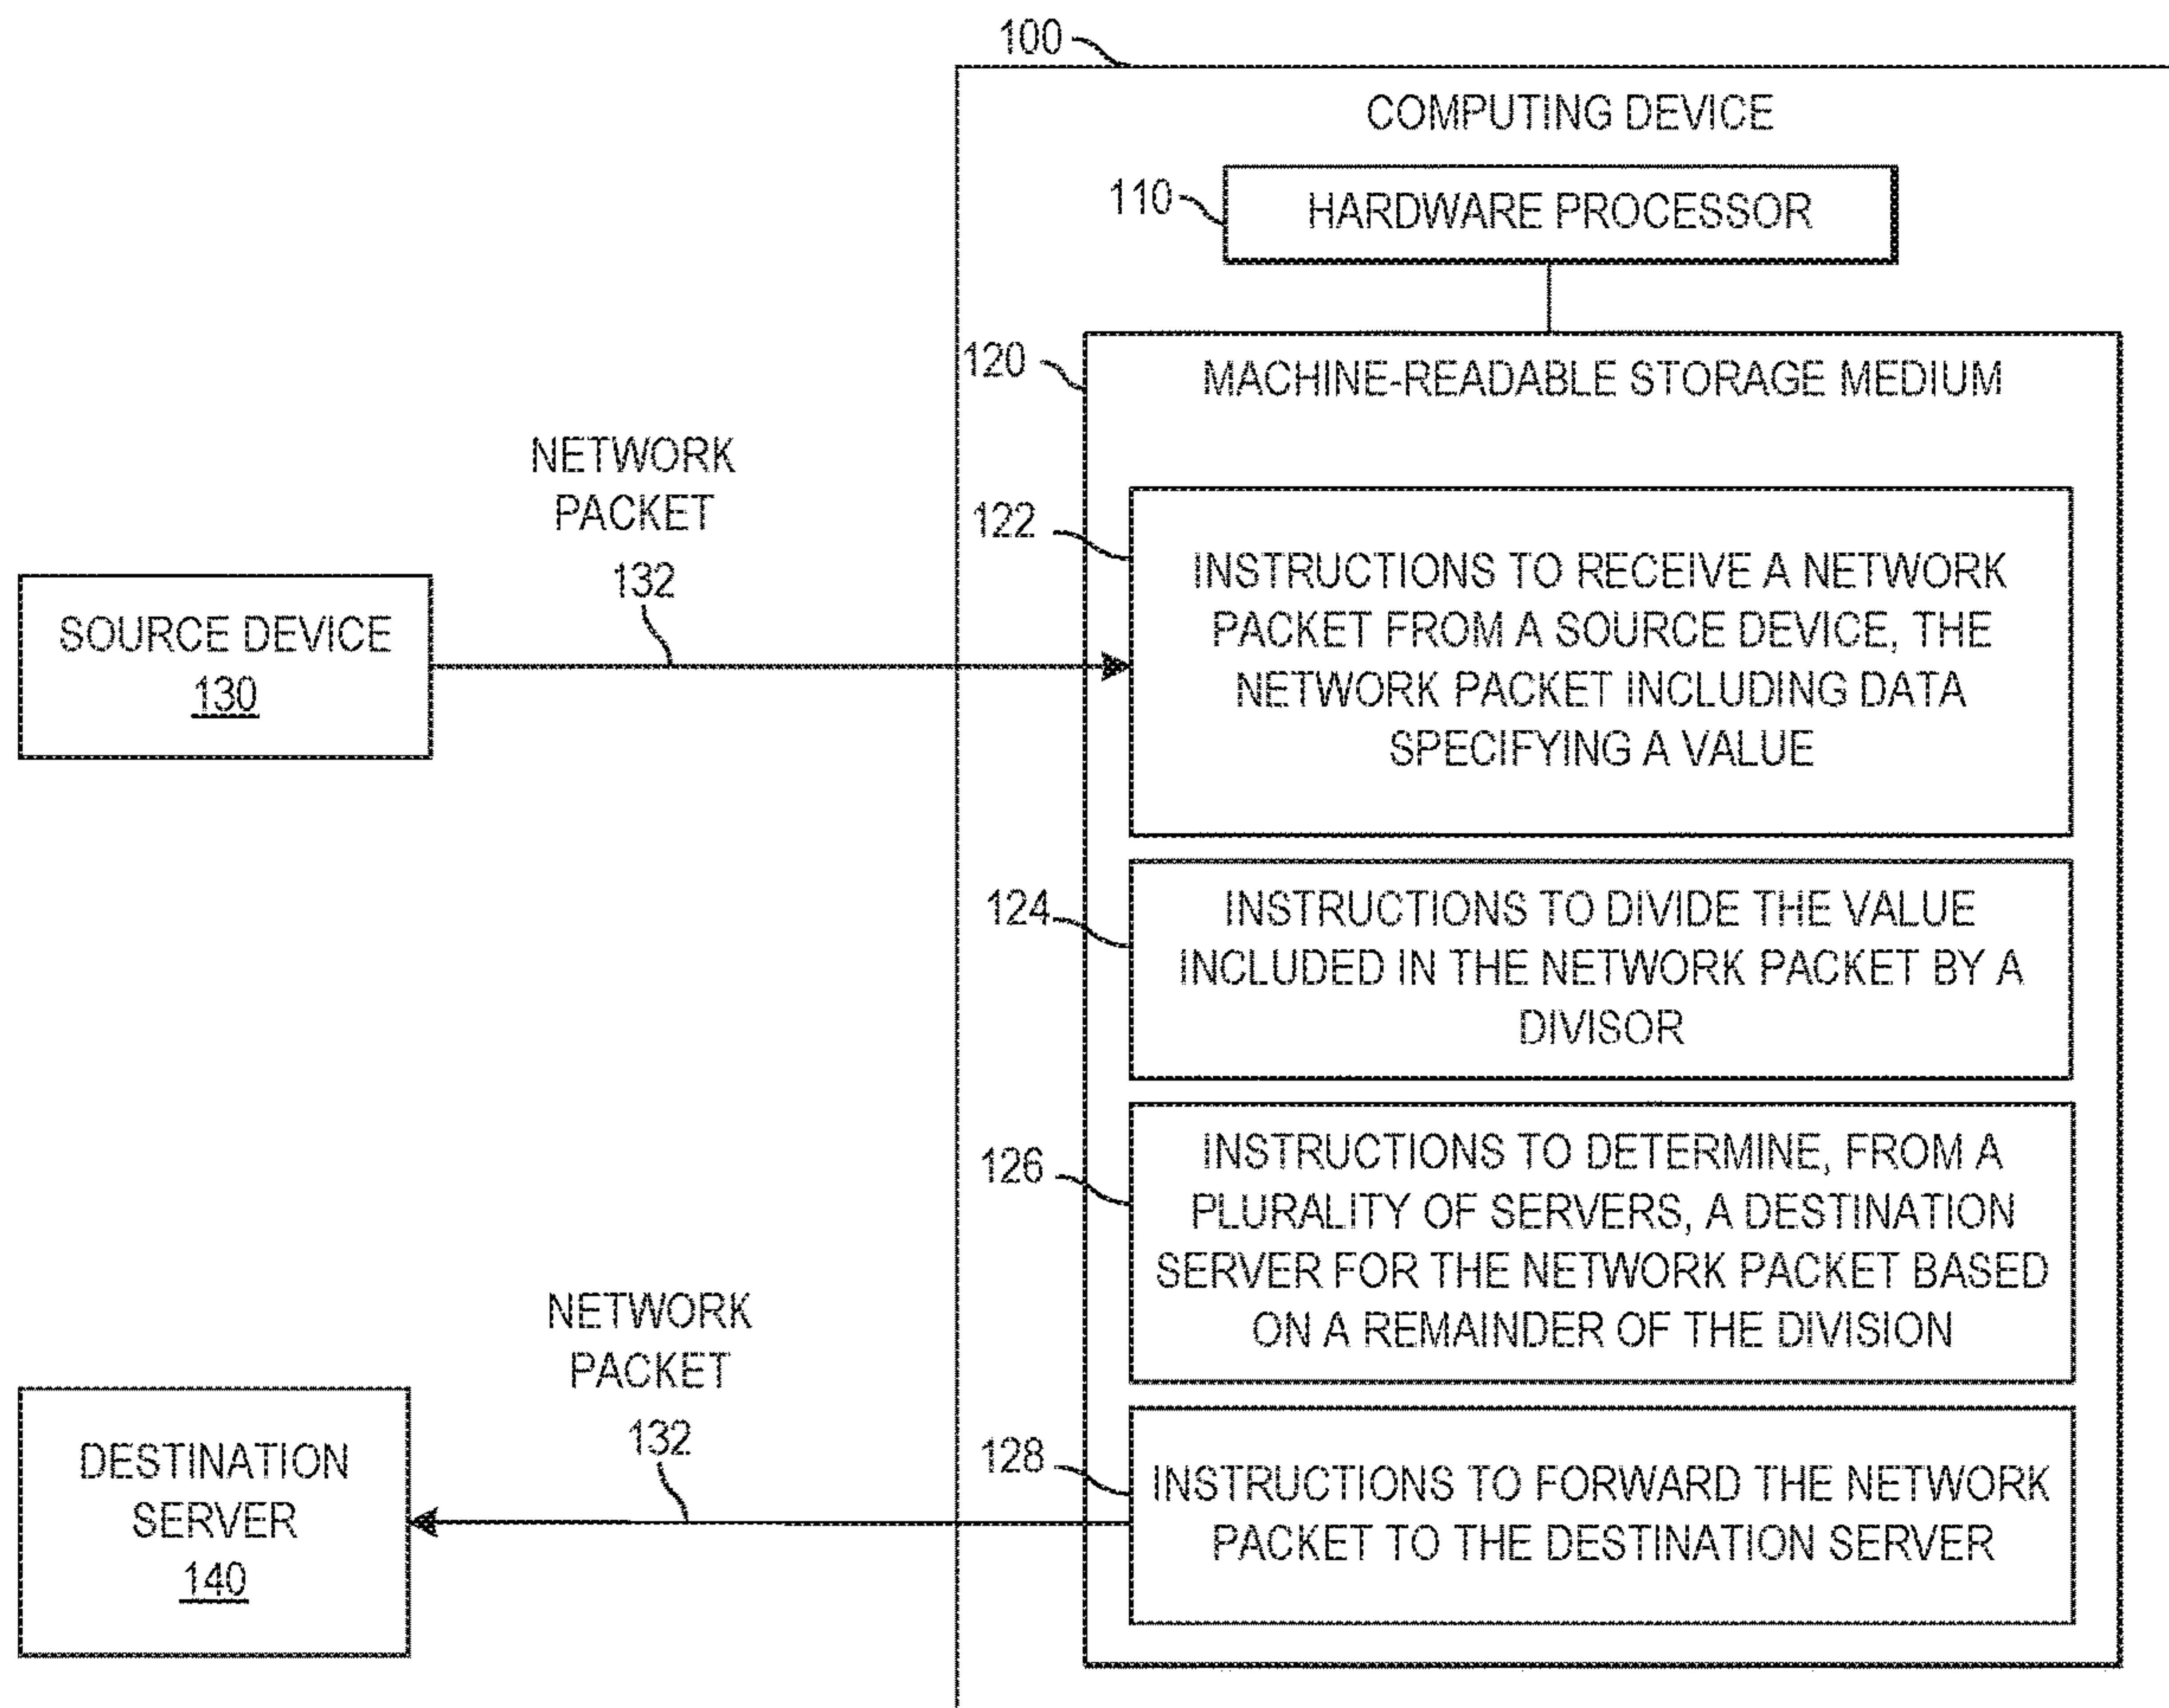 100
COMPUTING DEVICE
110
HARDWARE PROCESSOR
120
MACHINE-READABLE STORAGE MEDIUM
NETWORK
PACKET
132
SOURCE DEVICE
130
122
INSTRUCTIONS TO RECEIVE A NETWORK
PACKET FROM A SOURCE DEVICE, THE
NETWORK PACKET INCLUDING DATA
SPECIFYING A VALUE
124
INSTRUCTIONS TO DIVIDE THE VALUE
INCLUDED IN THE NETWORK PACKET BY A
DIVISOR
126
INSTRUCTIONS TO DETERMINE, FROM A
PLURALITY OF SERVERS, A DESTINATION
SERVER FOR THE NETWORK PACKET BASED
ON A REMAINDER OF THE DIVISION
NETWORK
PACKET
132
DESTINATION
SERVER
140
128
INSTRUCTIONS TO FORWARD THE NETWORK
PACKET TO THE DESTINATION SERVER